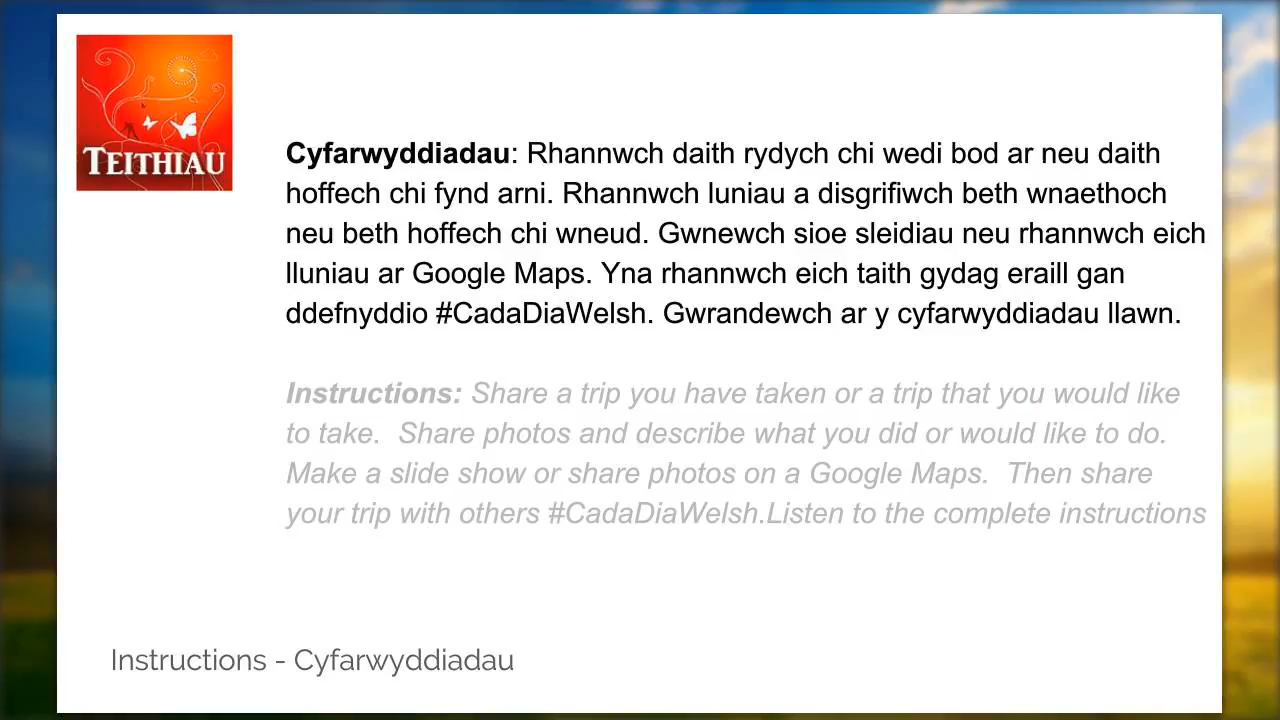 TEITHIAU
Cyfarwyddiadau: Rhannwch daith rydych chi wedi bod ar neu daith
hoffech chi fynd arni. Rhannwch luniau a disgrifiwch beth wnaethoch
neu beth hoffech chi wneud. Gwnewch sioe sleidiau neu rhannwch eich
lluniau ar Google Maps. Yna rhannwch eich taith gydag eraill gan
ddefnyddio #CadaDiaWelsh. Gwrandewch ar y cyfarwyddiadau llawn.
Instructions: Share a trip you have taken or a trip that you would like
to take.  Share photos and describe what you did or would like to do.
Make a slide show or share photos on a Google Maps.  Then share
your trip with others #CadaDiaWelsh.Listen to the complete instructions
Instructions - Cyfarwyddiadau